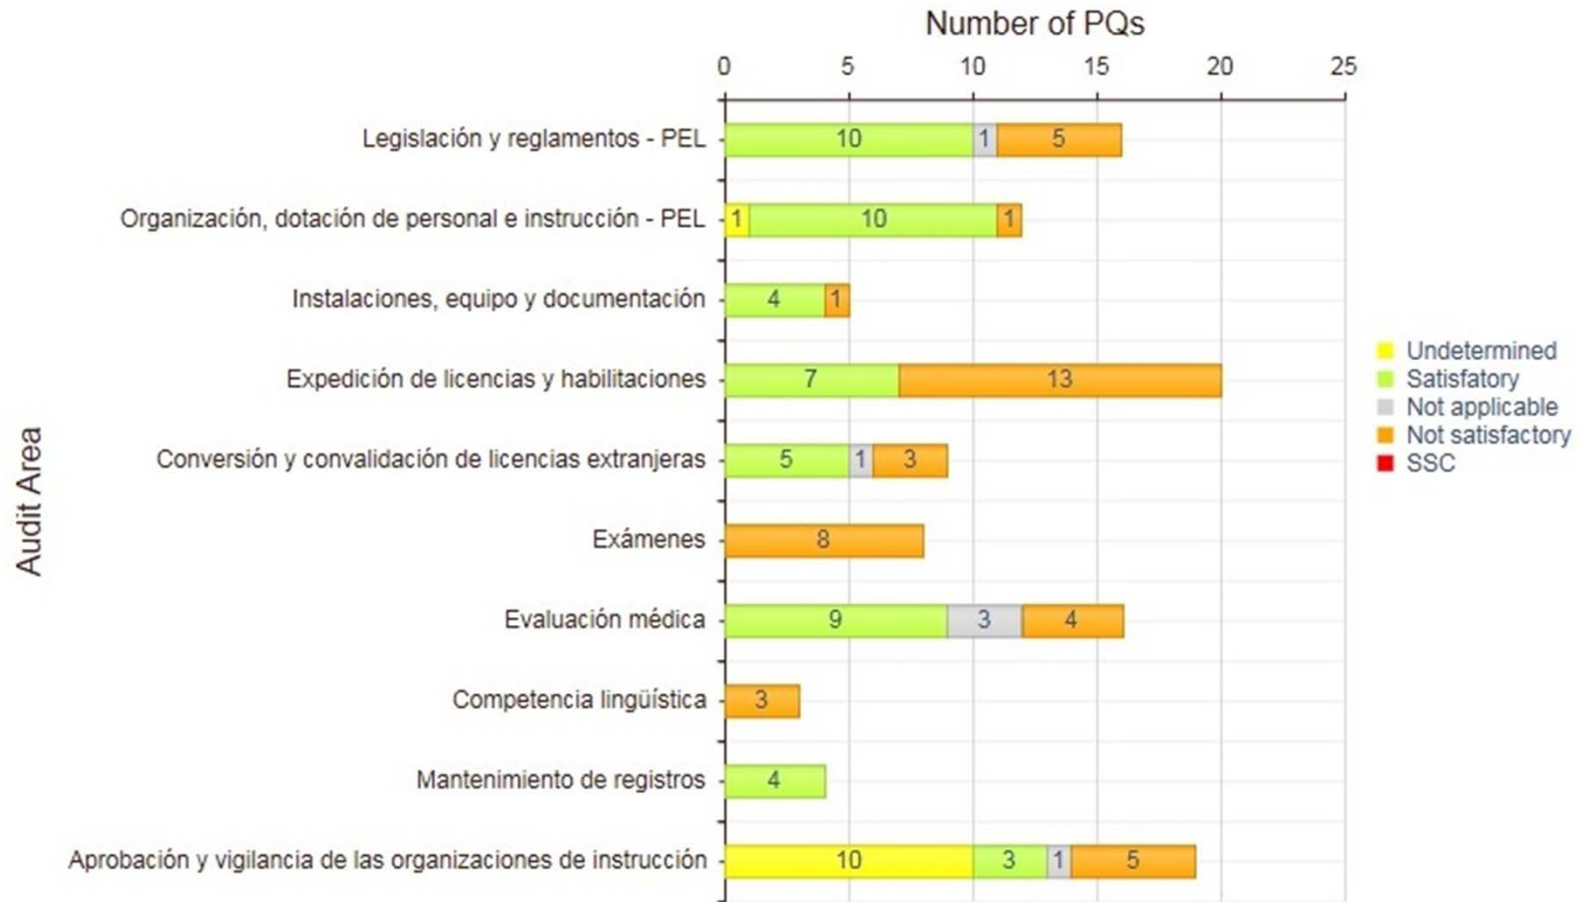 Number of PQs
0 5 10 15 20 25
Legislación y reglamentos - PEL 10 1 5
Organización, dotación de personal e instrucción - PEL 1 10 1
Instalaciones, equipo y documentación 4 1
Expedición de licencias y habilitaciones 7 13
Conversión y convalidación de licencias extranjeras 5 1 3
Exámenes 8
Evaluación médica 9 3 4
Competencia lingüística 3
Mantenimiento de registros 4
Aprobación y vigilancia de las organizaciones de instrucción 10 3 1 5
Audit Area
Undetermined
Satisfatory
Not applicable
Not satisfactory
SSC